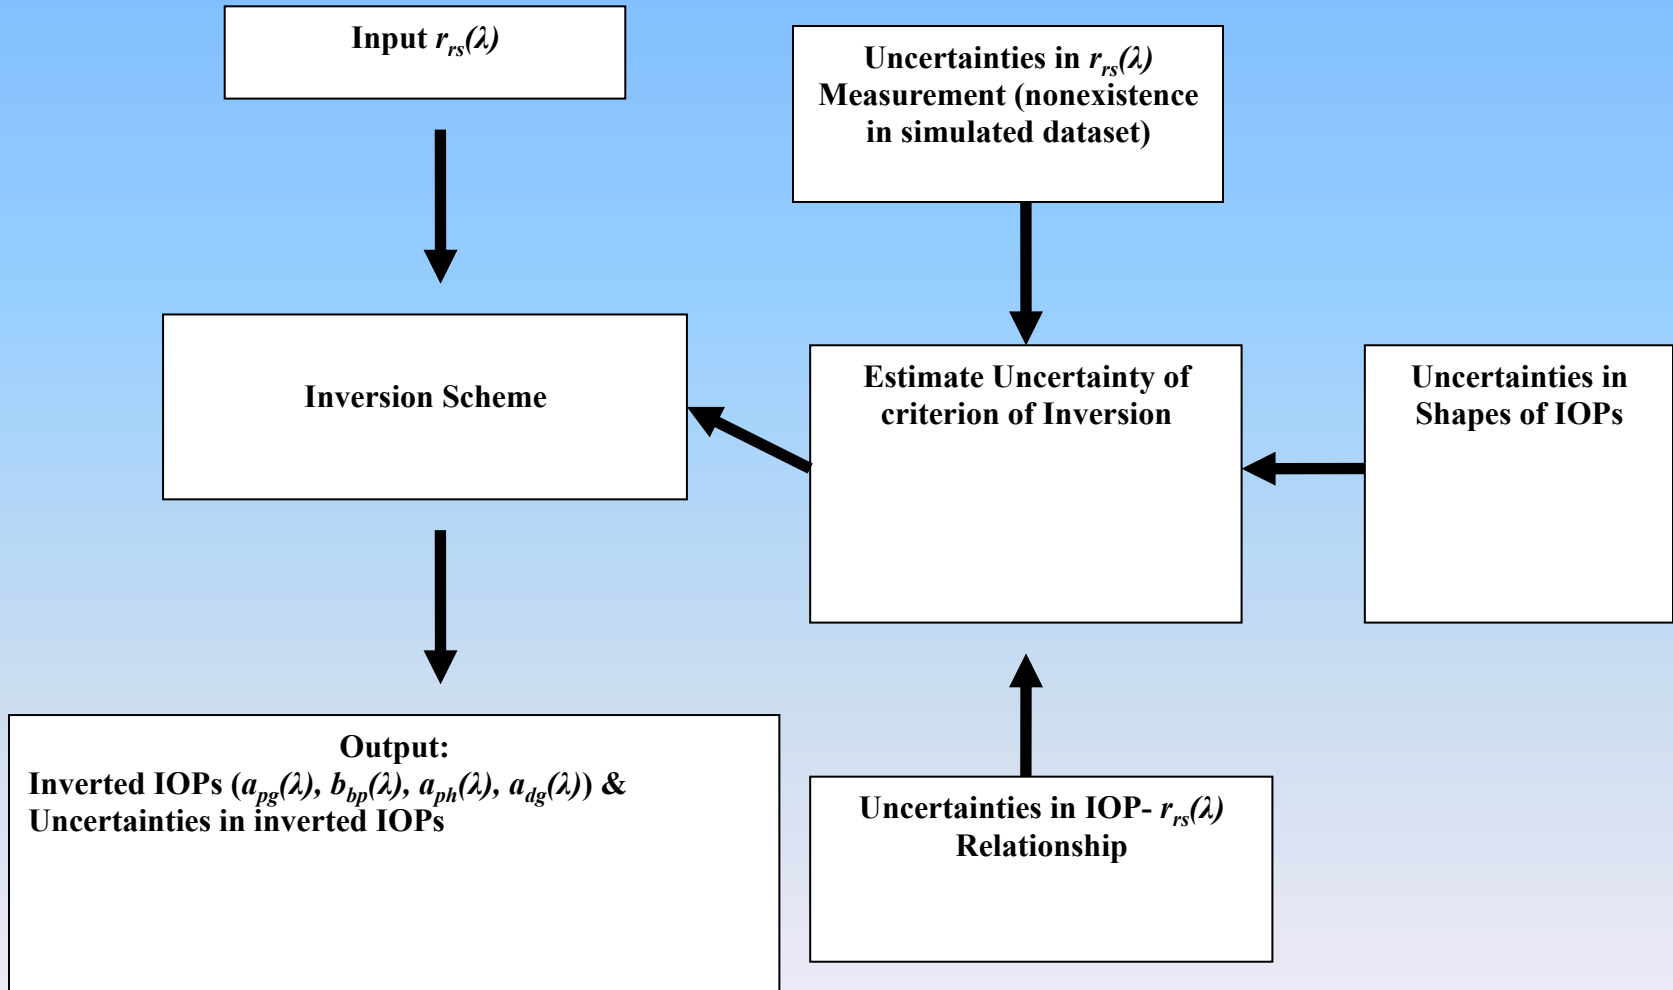 Input r_rs(λ)
Uncertainties in r_rs(λ)
Measurement (nonexistence
in simulated dataset)
Inversion Scheme
Estimate Uncertainty of
criterion of Inversion
Uncertainties in
Shapes of IOPs
Output:
Inverted IOPs (a_pg(λ), b_bp(λ), a_ph(λ), a_dg(λ)) &
Uncertainties in inverted IOPs
Uncertainties in IOP- r_rs(λ)
Relationship